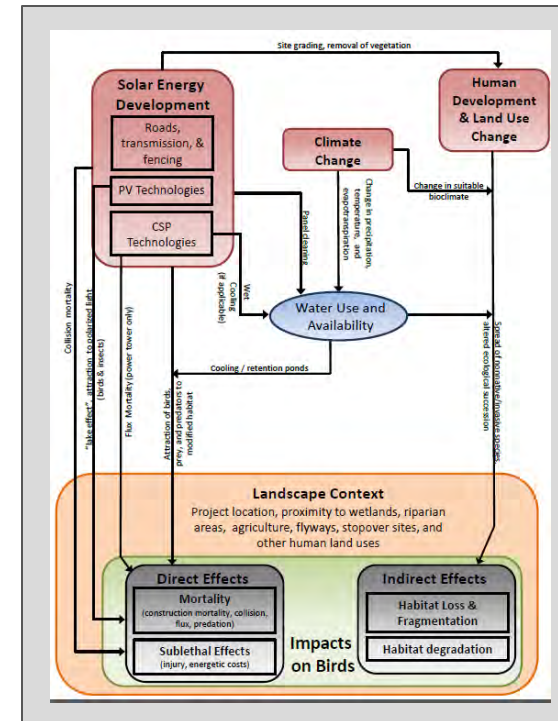 Site grading, removal of vegetation
Solar Energy
Development
Roads,
transmission, &
fencing
PV Technologies
CSP
Technologies
Human
Development
& Land Use
Change
Climate
Change
Change in suitable
bioclimate
Change in precipitation,
temperature, and
evapotranspiration
Panel cleaning
Wet
Cooling
(if applicable)
Water Use and
Availability
Cooling / retention ponds
Collision mortality
"lake effect", attraction to polarized light
(birds & insects)
Flux Mortality (power tower only)
Attraction of birds,
prey, and predators to
modified habitat
Spread of nonnative/invasive species,
altered ecological succession
Landscape Context
Project location, proximity to wetlands, riparian
areas, agriculture, flyways, stopover sites, and
other human land uses
Direct Effects
Mortality
(construction mortality, collision,
flux, predation)
Sublethal Effects
(injury, energetic costs)
Impacts
on Birds
Indirect Effects
Habitat Loss &
Fragmentation
Habitat degradation